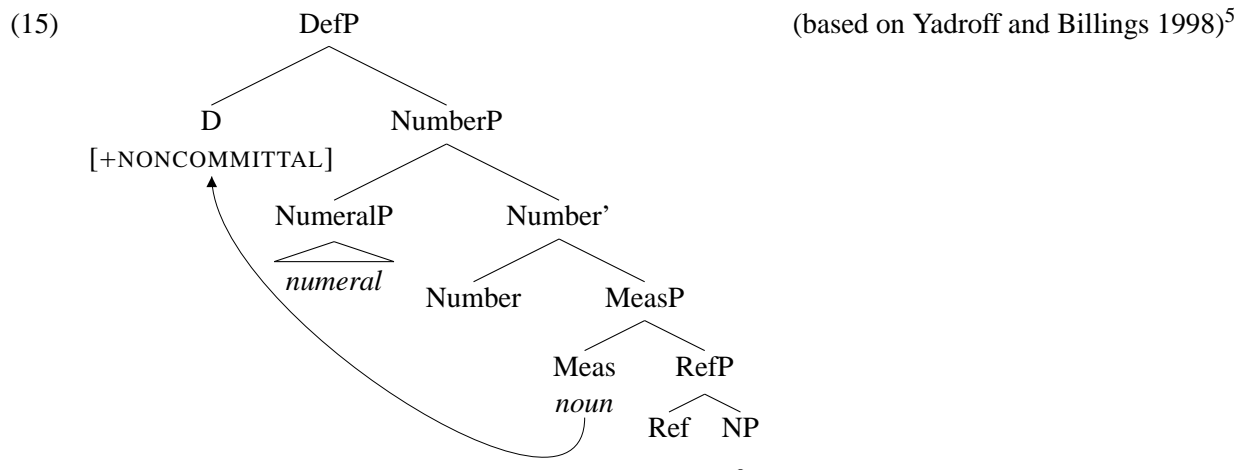 (15) DefP (based on Yadroff and Billings 1998)5
D NumberP
[+NONCOMMITTAL]
NumeralP Number’
numeral
Number MeasP
Meas RefP
noun
Ref NP